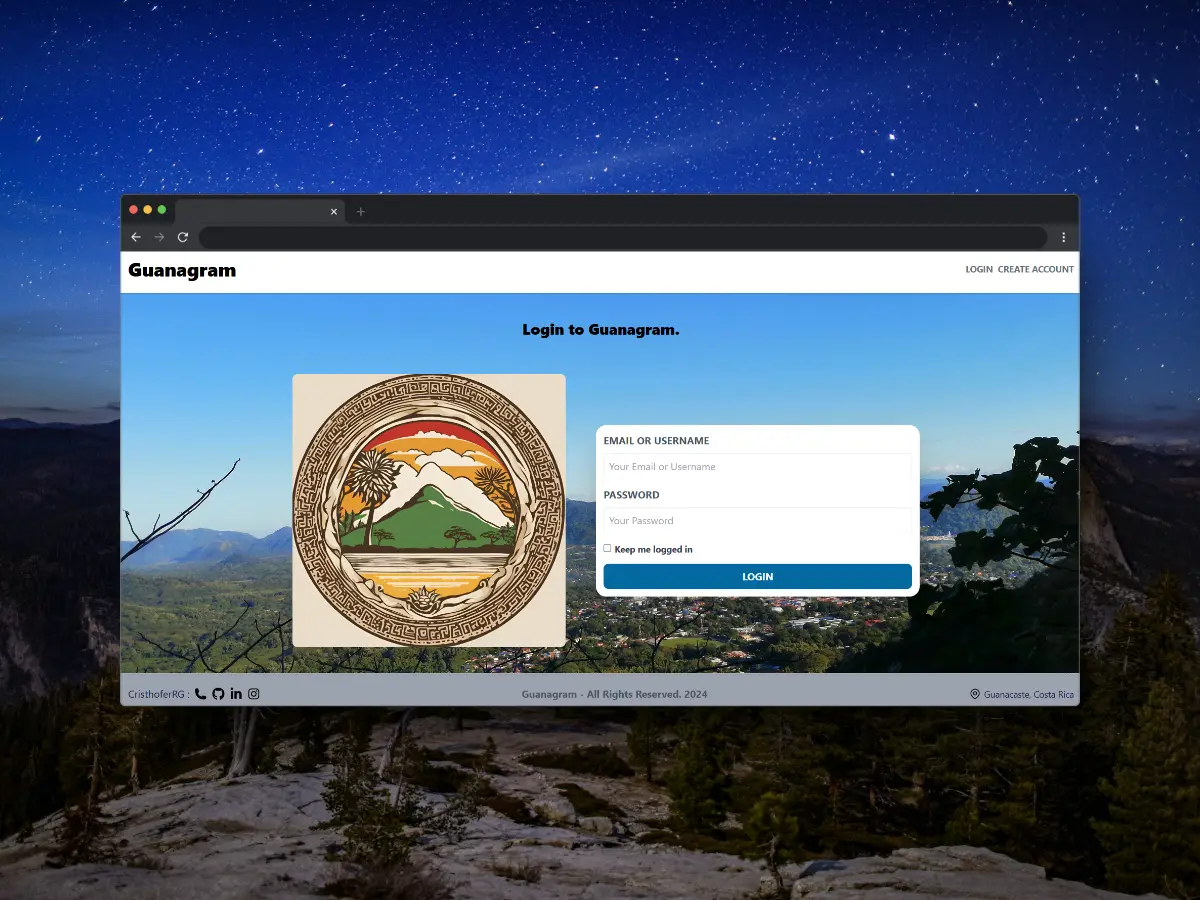 Guanagram
LOGIN CREATE ACCOUNT
Login to Guanagram.
EMAIL OR USERNAME
Your Email or Username
PASSWORD
Your Password
Keep me logged in
LOGIN
CristhoferRG :
Guanagram - All Rights Reserved. 2024
Guanacaste, Costa Rica